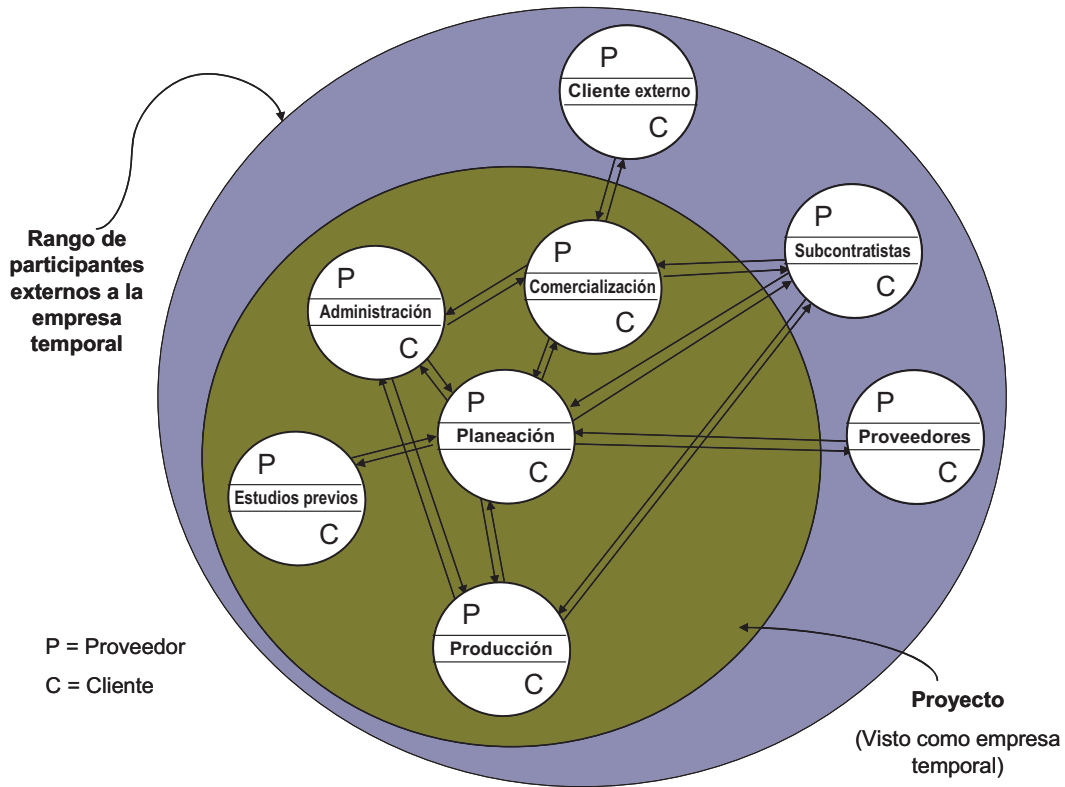 P
Cliente externo
C
P
Subcontratistas
C
P
Comercialización
C
Rango de
participantes
externos a la
empresa
temporal
P
Administración
C
P
Planeación
C
P
Proveedores
C
P
Estudios previos
C
P
Producción
C
P = Proveedor
C = Cliente
Proyecto
(Visto como empresa
temporal)